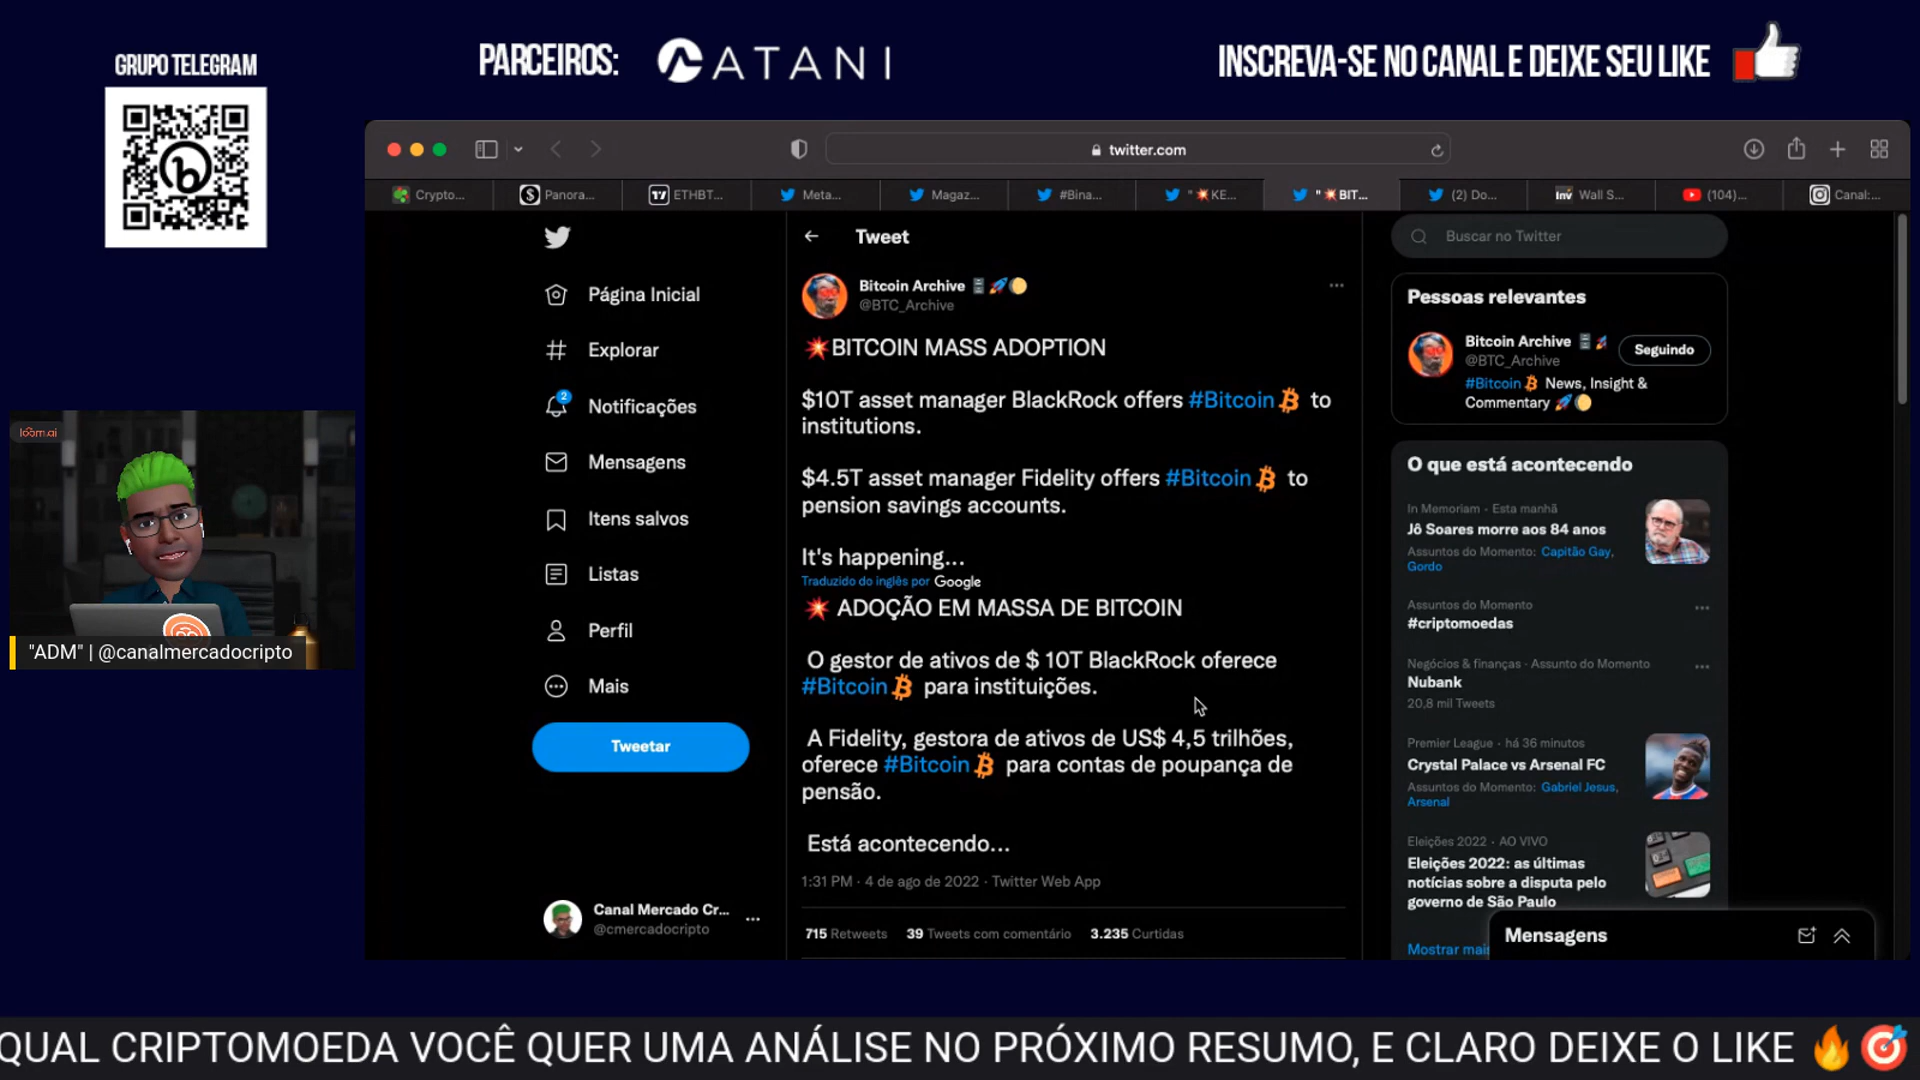 GRUPO TELEGRAM
PARCEIROS:
ATANI
INSCREVA-SE NO CANAL E DEIXE SEU LIKE
twitter.com
Crypto...
Panora...
ETHBT...
Meta...
Magaz...
#Bina...
"💥KE...
"💥BIT...
(2) Do...
Inv Wall S...
(104)...
Canal:...
Página Inicial
Explorar
2
Notificações
Mensagens
Itens salvos
Listas
Perfil
Mais
Tweetar
Canal Mercado Cr...
@cmercadocripto
Tweet
Bitcoin Archive 🗄️🚀🌔
@BTC_Archive
💥BITCOIN MASS ADOPTION
$10T asset manager BlackRock offers #Bitcoin to
institutions.
$4.5T asset manager Fidelity offers #Bitcoin to
pension savings accounts.
It's happening...
Traduzido do inglês por Google
💥 ADOÇÃO EM MASSA DE BITCOIN
O gestor de ativos de $ 10T BlackRock oferece
#Bitcoin para instituições.
A Fidelity, gestora de ativos de US$ 4,5 trilhões,
oferece #Bitcoin para contas de poupança de
pensão.
Está acontecendo...
1:31 PM · 4 de ago de 2022 · Twitter Web App
715 Retweets 39 Tweets com comentário 3.235 Curtidas
Buscar no Twitter
Pessoas relevantes
Bitcoin Archive 🗄️🚀
@BTC_Archive
Seguindo
#Bitcoin News, Insight &
Commentary 🚀🌔
O que está acontecendo
In Memoriam · Esta manhã
Jô Soares morre aos 84 anos
Assuntos do Momento: Capitão Gay,
Gordo
Assuntos do Momento
#criptomoedas
Negócios & finanças · Assunto do Momento
Nubank
20,8 mil Tweets
Premier League · há 36 minutos
Crystal Palace vs Arsenal FC
Assuntos do Momento: Gabriel Jesus,
Arsenal
Eleições 2022 · AO VIVO
Eleições 2022: as últimas
notícias sobre a disputa pelo
governo de São Paulo
Mostrar mais
Mensagens
loom.ai
"ADM" | @canalmercadocripto
QUAL CRIPTOMOEDA VOCÊ QUER UMA ANÁLISE NO PRÓXIMO RESUMO, E CLARO DEIXE O LIKE 🔥🎯